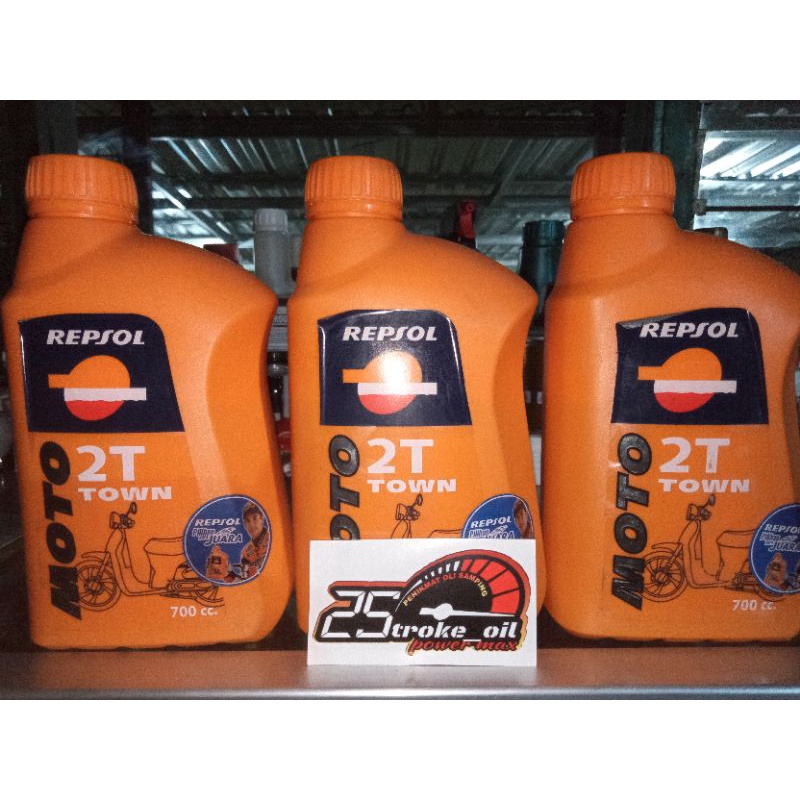 REPSOL
MOTO
2T
TOWN
REPSOL
JUARA
700 cc.
REPSOL
MOTO
2T
TOWN
REPSOL
PENIKMAT OLI SAMPING
2Stroke oil
power max
REPSOL
MOTO
2T
TOWN
REPSOL
JUARA
700 cc.